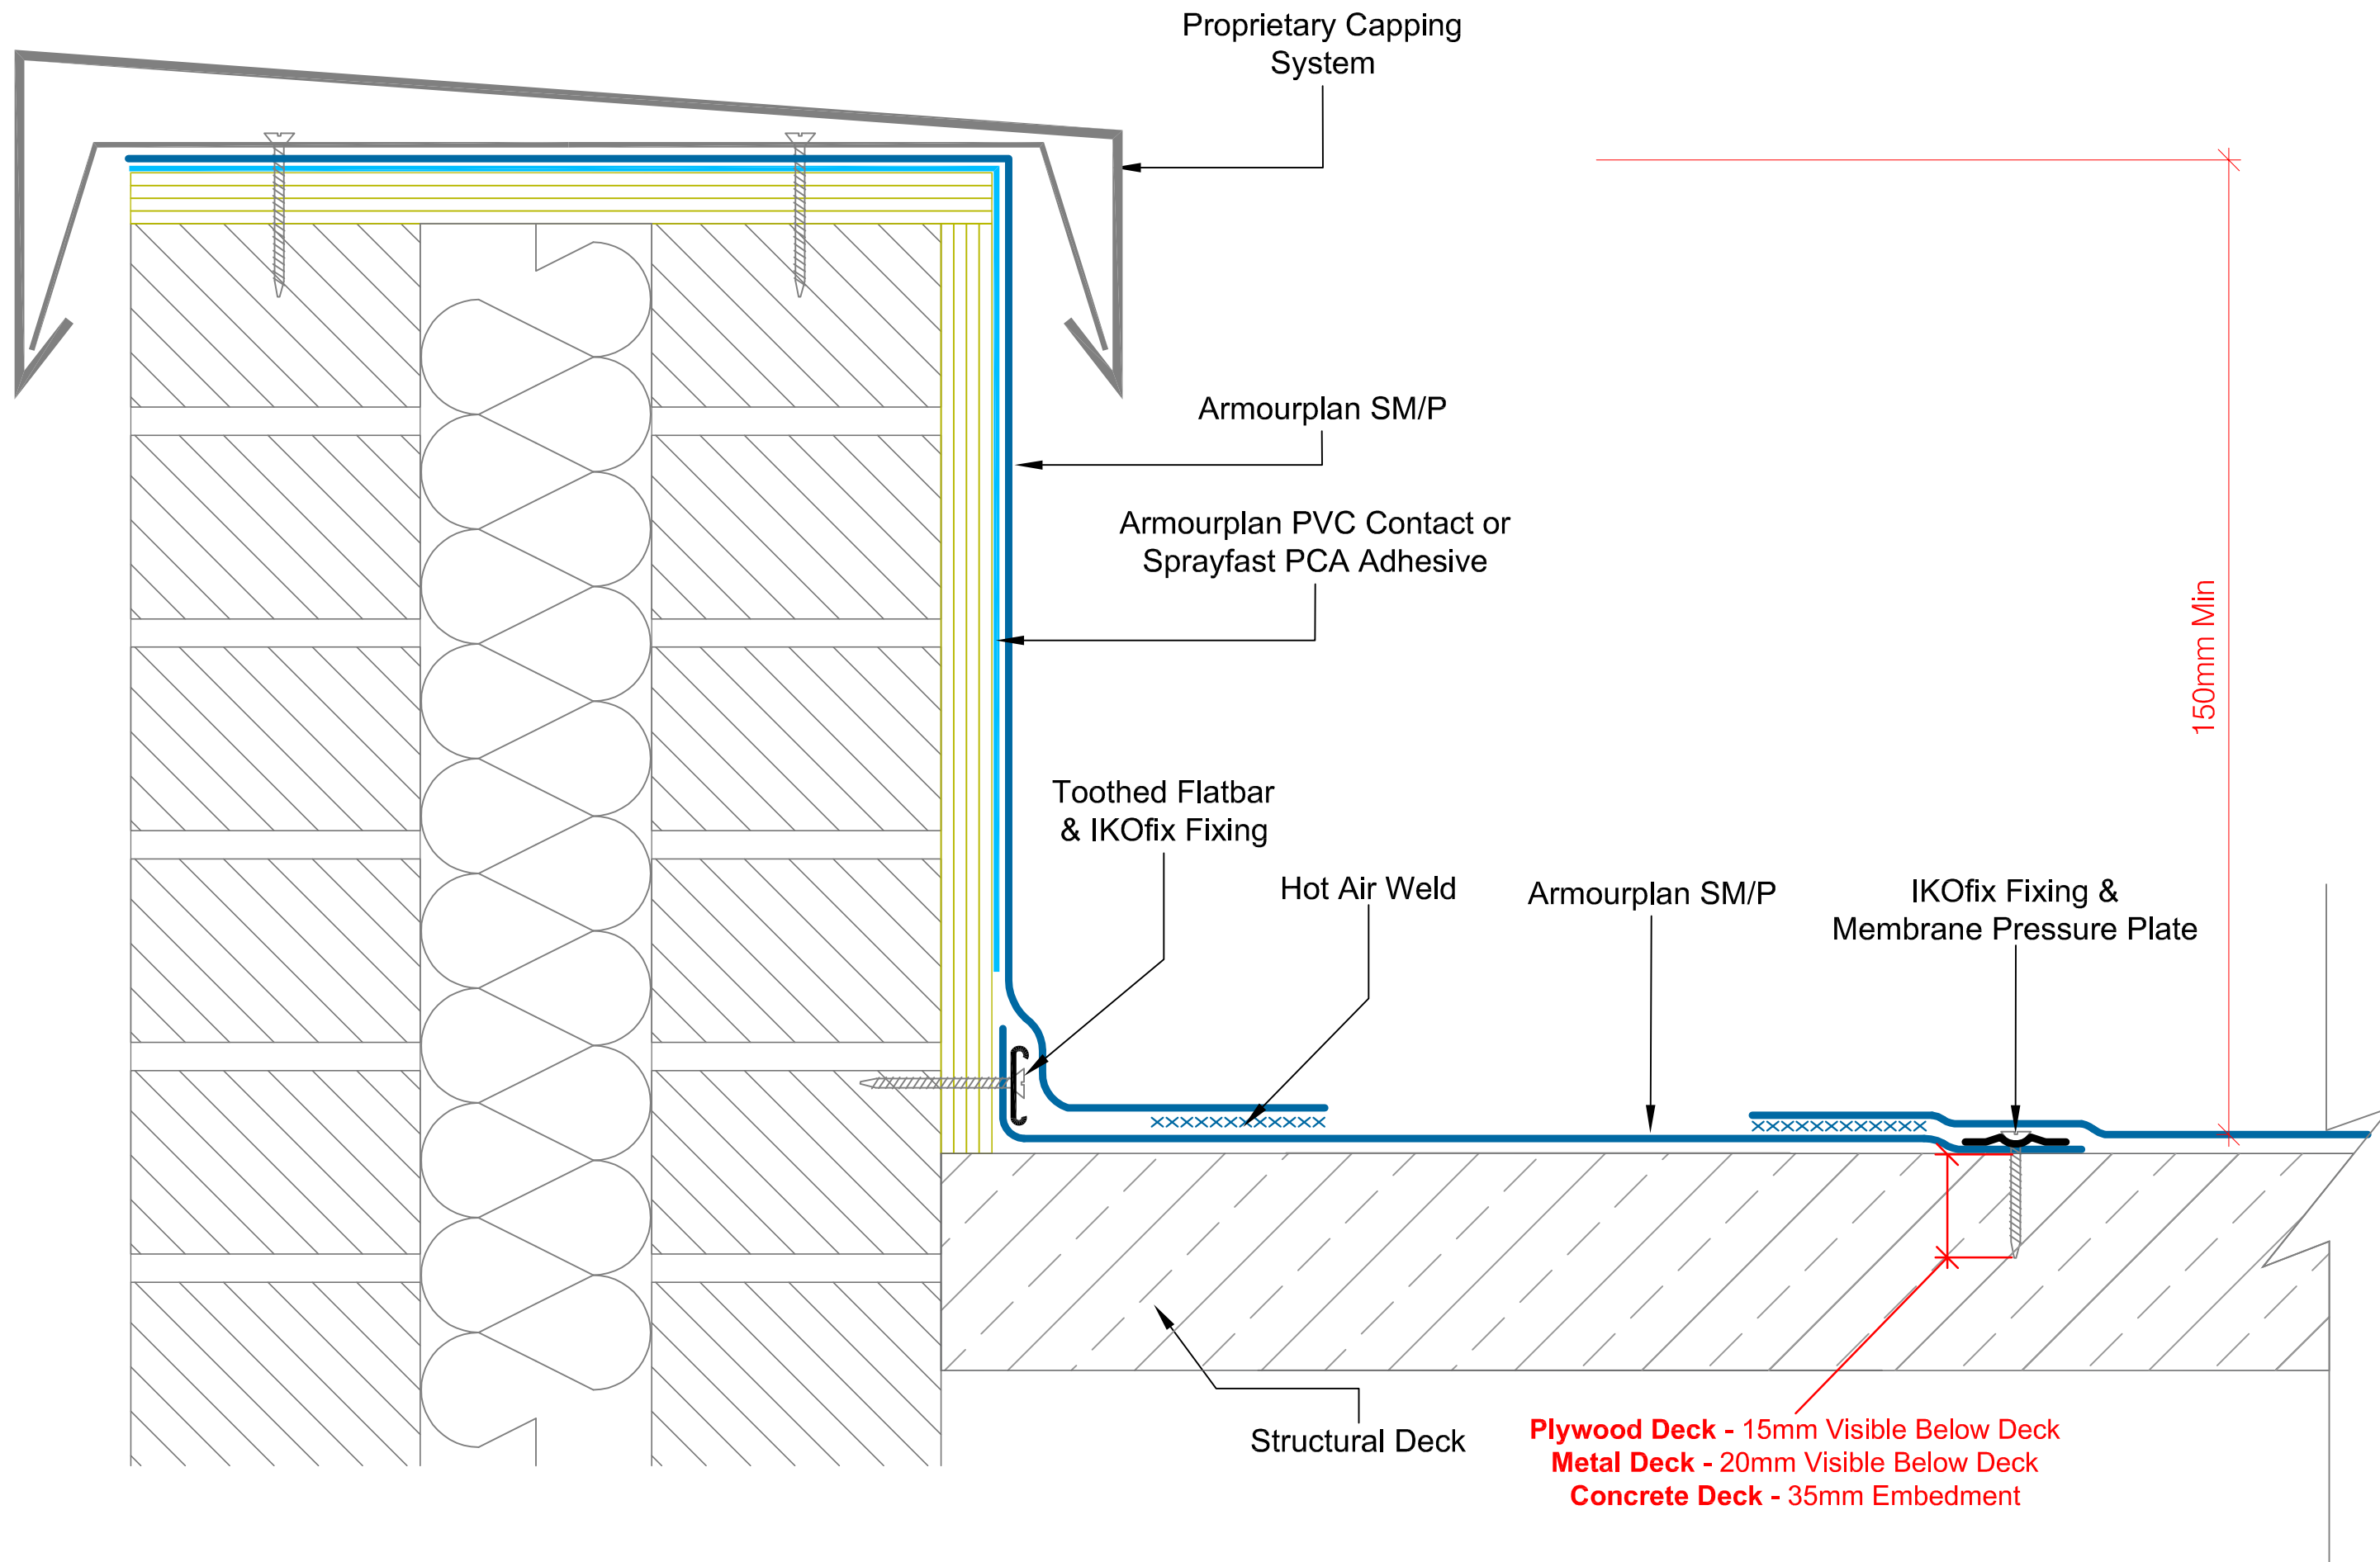 Proprietary Capping
System
Armourplan SM/P
Armourplan PVC Contact or
Sprayfast PCA Adhesive
150mm Min
Toothed Flatbar
& IKOfix Fixing
Hot Air Weld
Armourplan SM/P
IKOfix Fixing &
Membrane Pressure Plate
Structural Deck
Plywood Deck - 15mm Visible Below Deck
Metal Deck - 20mm Visible Below Deck
Concrete Deck - 35mm Embedment